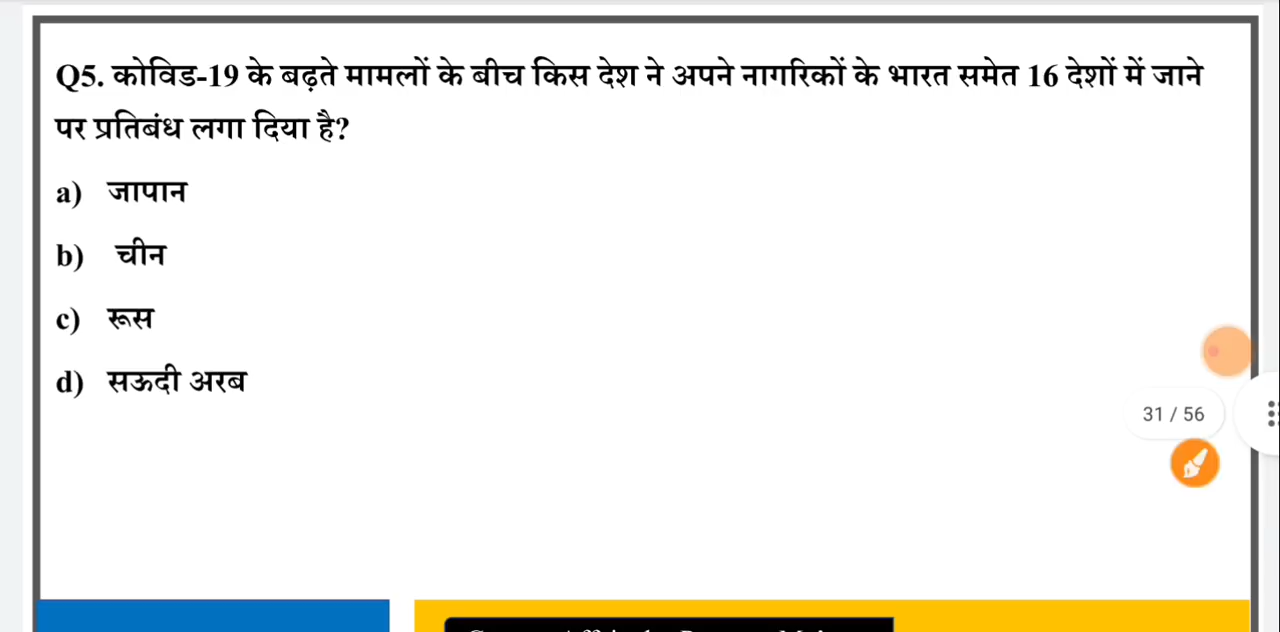 Q5. कोविड-19 के बढ़ते मामलों के बीच किस देश ने अपने नागरिकों के भारत समेत 16 देशों में जाने
पर प्रतिबंध लगा दिया है?
a) जापान
b) चीन
c) रूस
d) सऊदी अरब
31 / 56